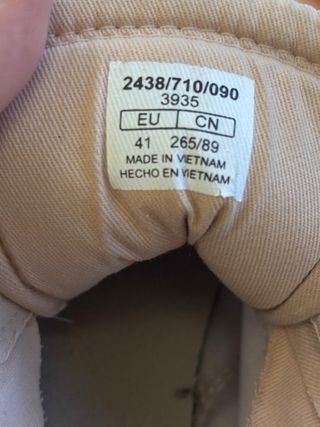 2438/710/090
3935
EU CN
41 265/89
MADE IN VIETNAM
HECHO EN VIETNAM